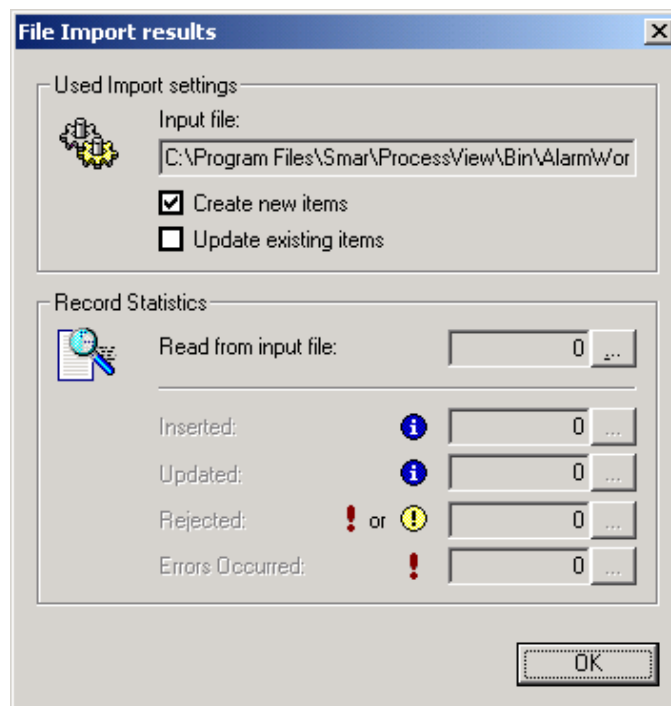 File Import results
Used Import settings
Input file:
C:\Program Files\Smar\ProcessView\Bin\AlarmWor
Create new items
Update existing items
Record Statistics
Read from input file: 0 ...
Inserted: 0 ...
Updated: 0 ...
Rejected: ! or ! 0 ...
Errors Occurred: ! 0 ...
OK